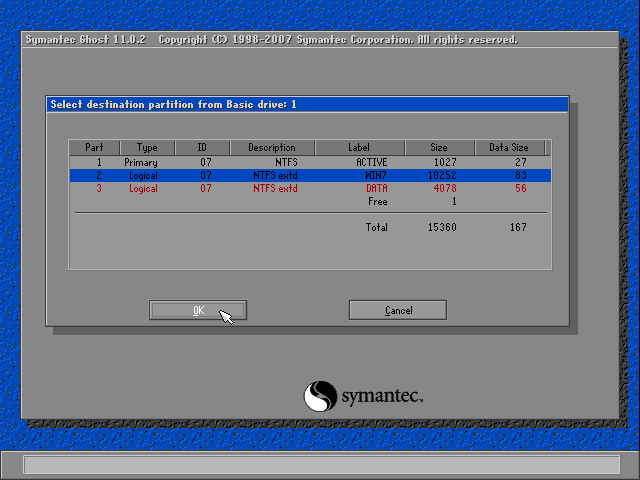 Symantec Ghost 11.0.2 Copyright (C) 1998-2007 Symantec Corporation. All rights reserved.
Select destination partition from Basic drive: 1
Part Type ID Description Label Size Data Size
1 Primary 07 NTFS ACTIVE 1027 27
2 Logical 07 NTFS extd WIN7 10252 83
3 Logical 07 NTFS extd DATA 4078 56
Free 1
Total 15360 167
OK Cancel
symantec.